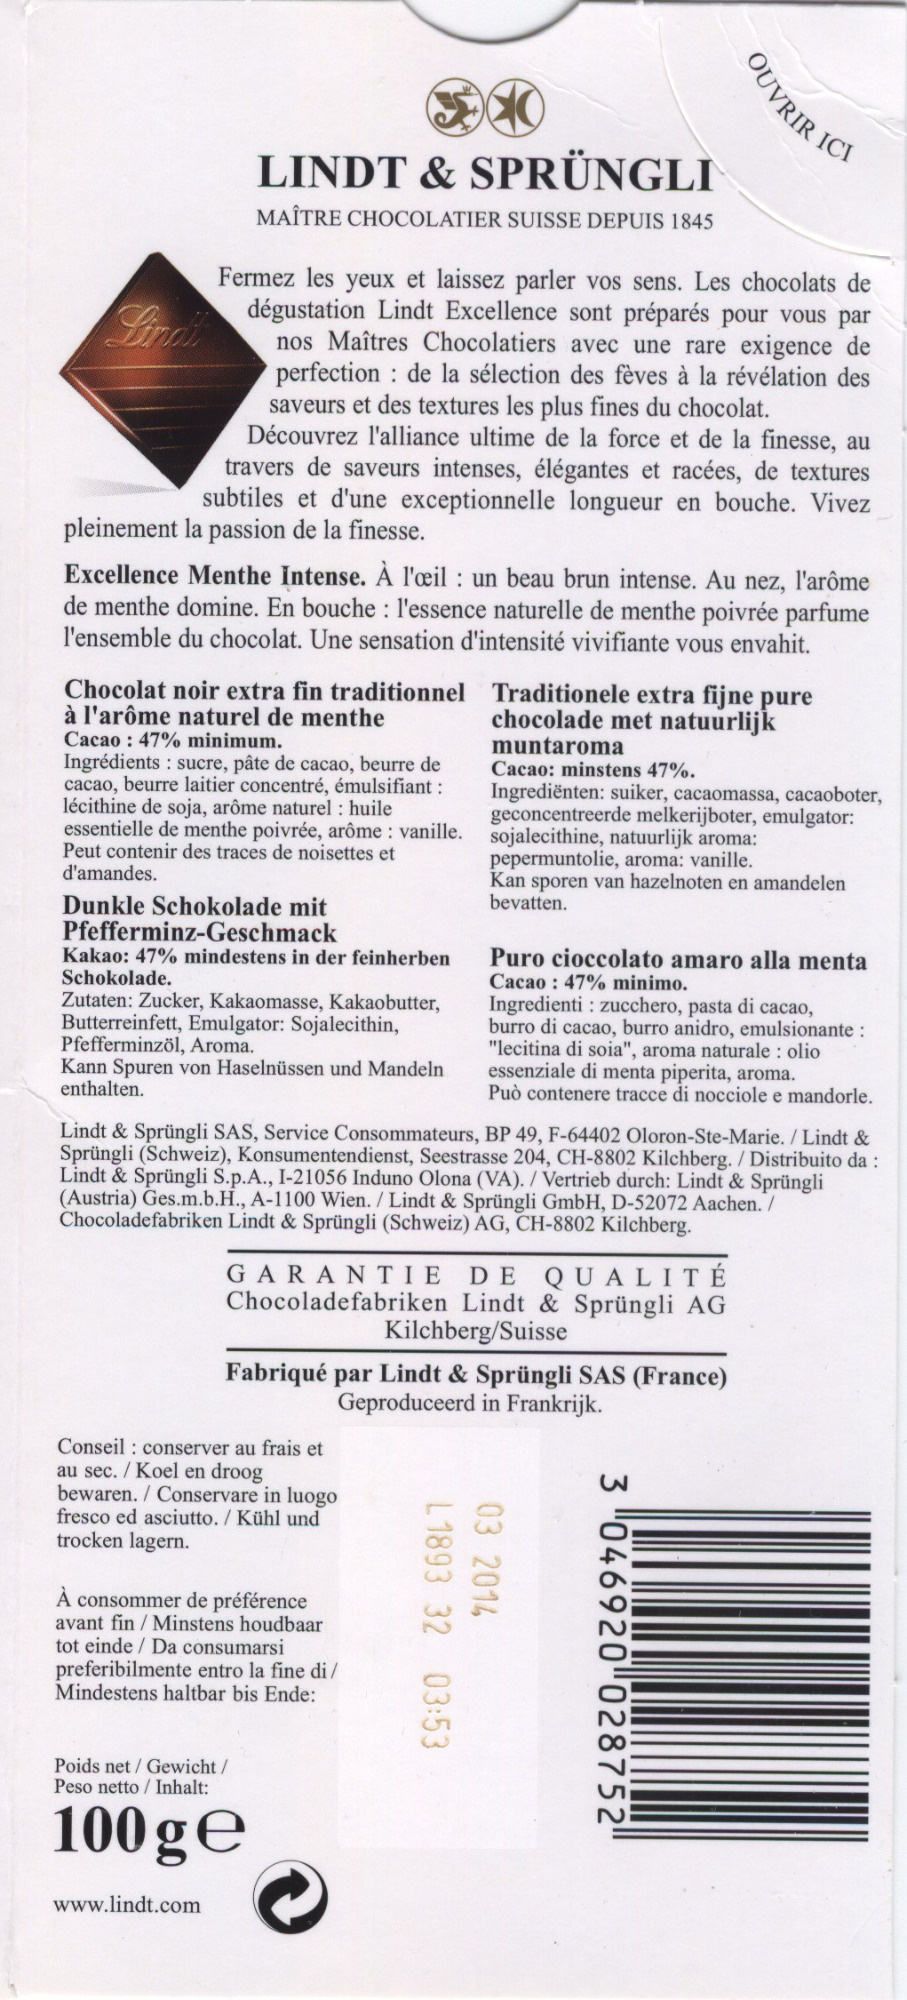 OUVRIR ICI
LINDT & SPRÜNGLI
MAÎTRE CHOCOLATIER SUISSE DEPUIS 1845
Lindt
Fermez les yeux et laissez parler vos sens. Les chocolats de
dégustation Lindt Excellence sont préparés pour vous par
nos Maîtres Chocolatiers avec une rare exigence de
perfection : de la sélection des fèves à la révélation des
saveurs et des textures les plus fines du chocolat.
Découvrez l'alliance ultime de la force et de la finesse, au
travers de saveurs intenses, élégantes et racées, de textures
subtiles et d'une exceptionnelle longueur en bouche. Vivez
pleinement la passion de la finesse.
Excellence Menthe Intense. À l'œil : un beau brun intense. Au nez, l'arôme
de menthe domine. En bouche : l'essence naturelle de menthe poivrée parfume
l'ensemble du chocolat. Une sensation d'intensité vivifiante vous envahit.
Chocolat noir extra fin traditionnel
à l'arôme naturel de menthe
Cacao : 47% minimum.
Ingrédients : sucre, pâte de cacao, beurre de
cacao, beurre laitier concentré, émulsifiant :
lécithine de soja, arôme naturel : huile
essentielle de menthe poivrée, arôme : vanille.
Peut contenir des traces de noisettes et
d'amandes.
Dunkle Schokolade mit
Pfefferminz-Geschmack
Kakao: 47% mindestens in der feinherben
Schokolade.
Zutaten: Zucker, Kakaomasse, Kakaobutter,
Butterreinfett, Emulgator: Sojalecithin,
Pfefferminzöl, Aroma.
Kann Spuren von Haselnüssen und Mandeln
enthalten.
Traditionele extra fijne pure
chocolade met natuurlijk
muntaroma
Cacao: minstens 47%.
Ingrediënten: suiker, cacaomassa, cacaoboter,
geconcentreerde melkerijboter, emulgator:
sojalecithine, natuurlijk aroma:
pepermuntolie, aroma: vanille.
Kan sporen van hazelnoten en amandelen
bevatten.
Puro cioccolato amaro alla menta
Cacao : 47% minimo.
Ingredienti : zucchero, pasta di cacao,
burro di cacao, burro anidro, emulsionante :
"lecitina di soia", aroma naturale : olio
essenziale di menta piperita, aroma.
Può contenere tracce di nocciole e mandorle.
Lindt & Sprüngli SAS, Service Consommateurs, BP 49, F-64402 Oloron-Ste-Marie. / Lindt &
Sprüngli (Schweiz), Konsumentendienst, Seestrasse 204, CH-8802 Kilchberg. / Distribuito da :
Lindt & Sprüngli S.p.A., I-21056 Induno Olona (VA). / Vertrieb durch: Lindt & Sprüngli
(Austria) Ges.m.b.H., A-1100 Wien. / Lindt & Sprüngli GmbH, D-52072 Aachen. /
Chocoladefabriken Lindt & Sprüngli (Schweiz) AG, CH-8802 Kilchberg.
GARANTIE DE QUALITÉ
Chocoladefabriken Lindt & Sprüngli AG
Kilchberg/Suisse
Fabriqué par Lindt & Sprüngli SAS (France)
Geproduceerd in Frankrijk.
Conseil : conserver au frais et
au sec. / Koel en droog
bewaren. / Conservare in luogo
fresco ed asciutto. / Kühl und
trocken lagern.
À consommer de préférence
avant fin / Minstens houdbaar
tot einde / Da consumarsi
preferibilmente entro la fine di /
Mindestens haltbar bis Ende:
03 2014
L1893 32 03:53
Poids net / Gewicht /
Peso netto / Inhalt:
100 g e
www.lindt.com
3 046920 028752